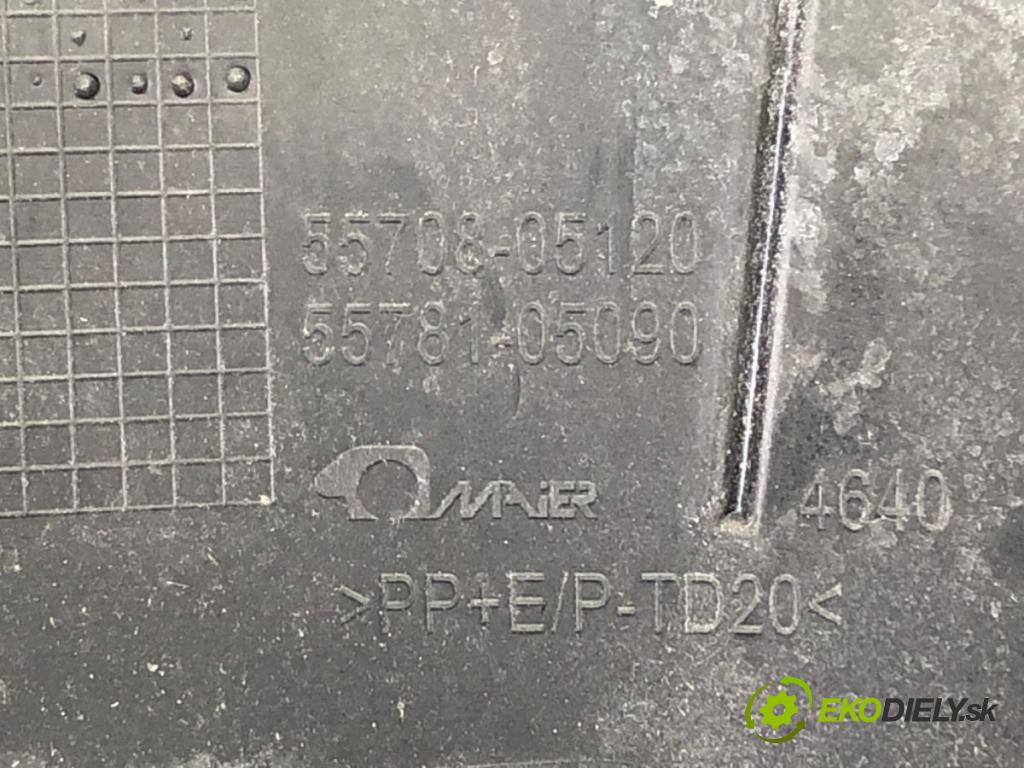 55708-05120
55781-05090
MAIER
4640
>PP+E/P-TD20<
EKODIELY.sk